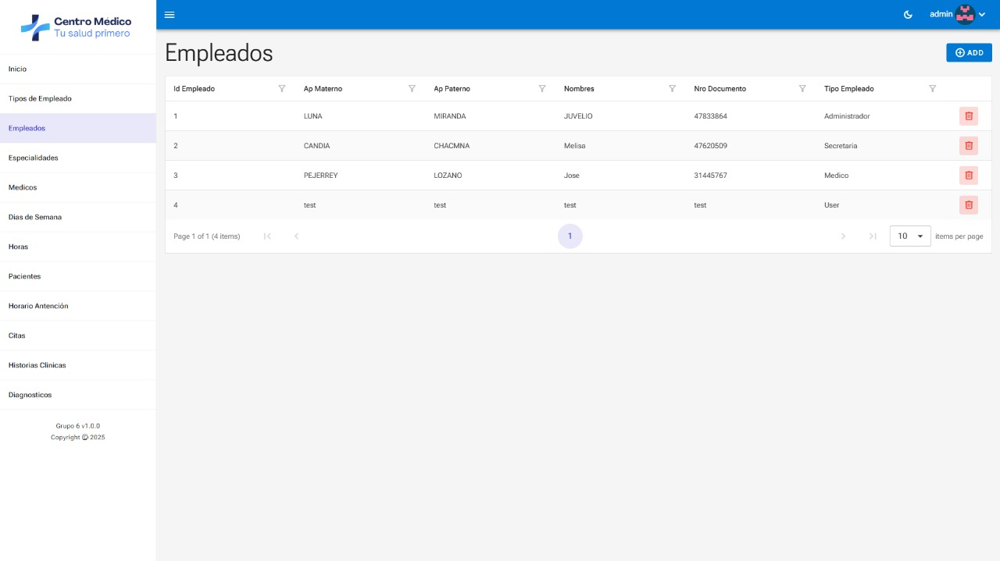 Centro Médico
Tu salud primero
admin
Inicio
Tipos de Empleado
Empleados
Especialidades
Medicos
Dias de Semana
Horas
Pacientes
Horario Antención
Citas
Historias Clinicas
Diagnosticos
Grupo 6 v1.0.0
Copyright © 2025
Empleados
ADD
Id Empleado Ap Materno Ap Paterno Nombres Nro Documento Tipo Empleado
1 LUNA MIRANDA JUVELIO 47833864 Administrador
2 CANDIA CHACMNA Melisa 47620509 Secretaria
3 PEJERREY LOZANO Jose 31445767 Medico
4 test test test test User
Page 1 of 1 (4 items) 1 10 items per page